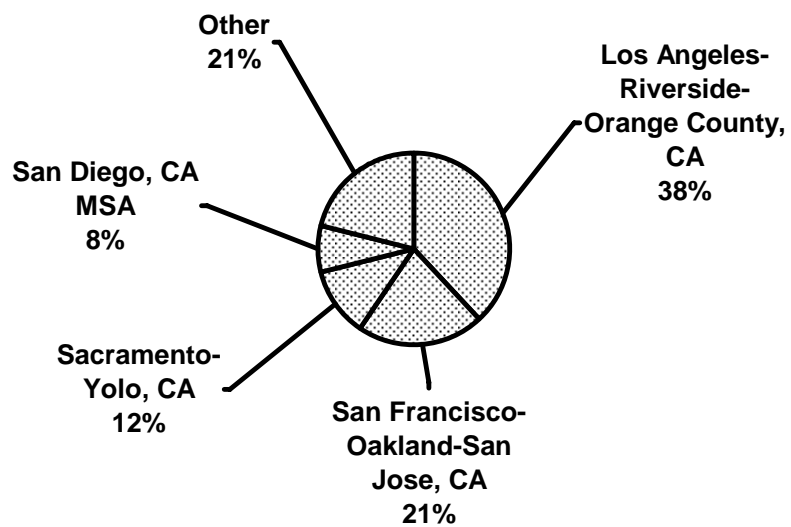 Other
21%
Los Angeles-
Riverside-
Orange County,
CA
38%
San Diego, CA
MSA
8%
Sacramento-
Yolo, CA
12%
San Francisco-
Oakland-San
Jose, CA
21%